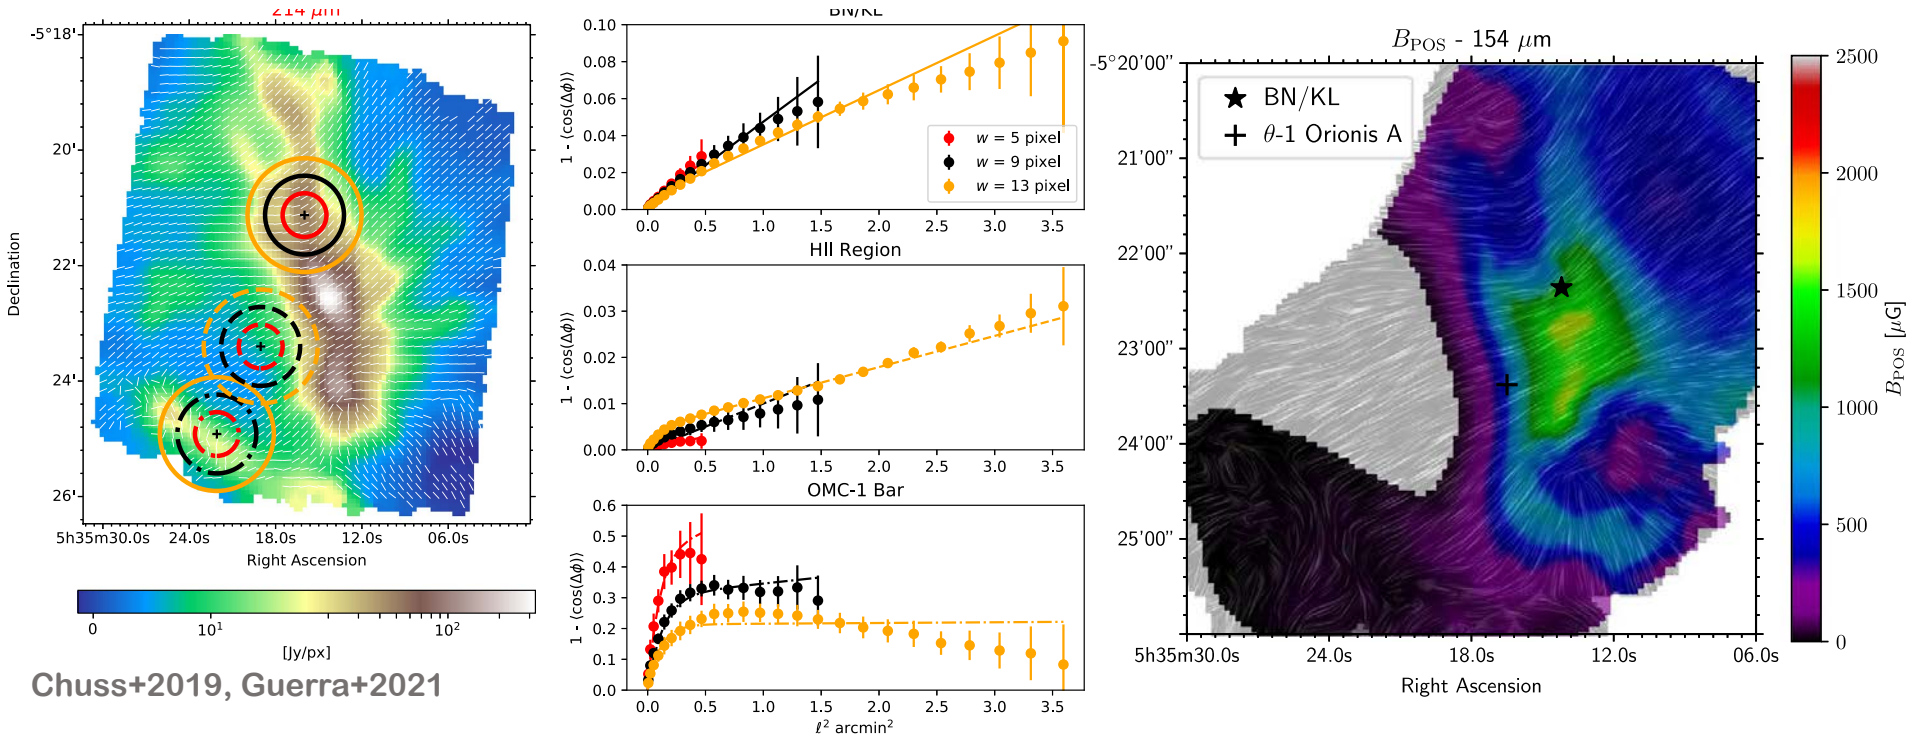 214 μm
-5°18'
20'
22'
24'
26'
Declination
5h35m30.0s 24.0s 18.0s 12.0s 06.0s
Right Ascension
0 10¹ 10²
[Jy/px]
Chuss+2019, Guerra+2021
BN/KL
0.10
0.08
0.06
0.04
0.02
0.00
1 - ⟨cos(Δϕ)⟩
w = 5 pixel
w = 9 pixel
w = 13 pixel
0.0 0.5 1.0 1.5 2.0 2.5 3.0 3.5
HII Region
0.04
0.03
0.02
0.01
0.00
1 - ⟨cos(Δϕ)⟩
0.0 0.5 1.0 1.5 2.0 2.5 3.0 3.5
OMC-1 Bar
0.6
0.5
0.4
0.3
0.2
0.1
0.0
1 - ⟨cos(Δϕ)⟩
0.0 0.5 1.0 1.5 2.0 2.5 3.0 3.5
ℓ² arcmin²
B_POS - 154 μm
-5°20'00"
21'00"
22'00"
23'00"
24'00"
25'00"
BN/KL
θ-1 Orionis A
5h35m30.0s 24.0s 18.0s 12.0s 06.0s
Right Ascension
2500
2000
1500
1000
500
0
B_POS [μG]